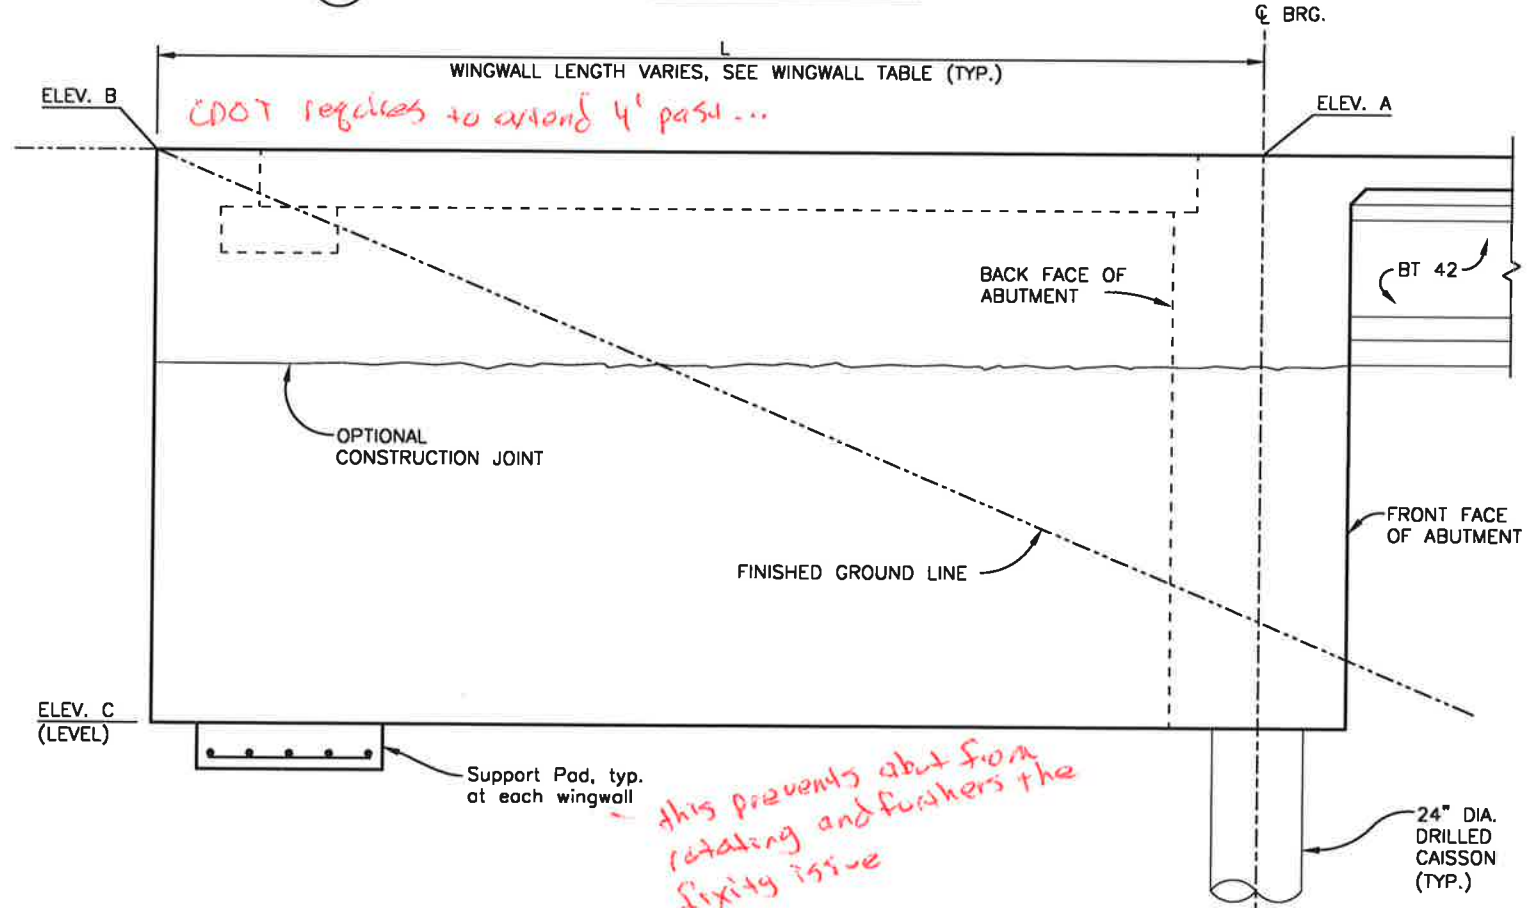 ℄ BRG.
L
WINGWALL LENGTH VARIES, SEE WINGWALL TABLE (TYP.)
ELEV. B
CDOT requires to extend 4' past...
ELEV. A
BACK FACE OF
ABUTMENT
BT 42
OPTIONAL
CONSTRUCTION JOINT
FRONT FACE
OF ABUTMENT
FINISHED GROUND LINE
ELEV. C
(LEVEL)
Support Pad, typ.
at each wingwall
this prevents abut from
rotating and furthers the
fixity issue
24" DIA.
DRILLED
CAISSON
(TYP.)